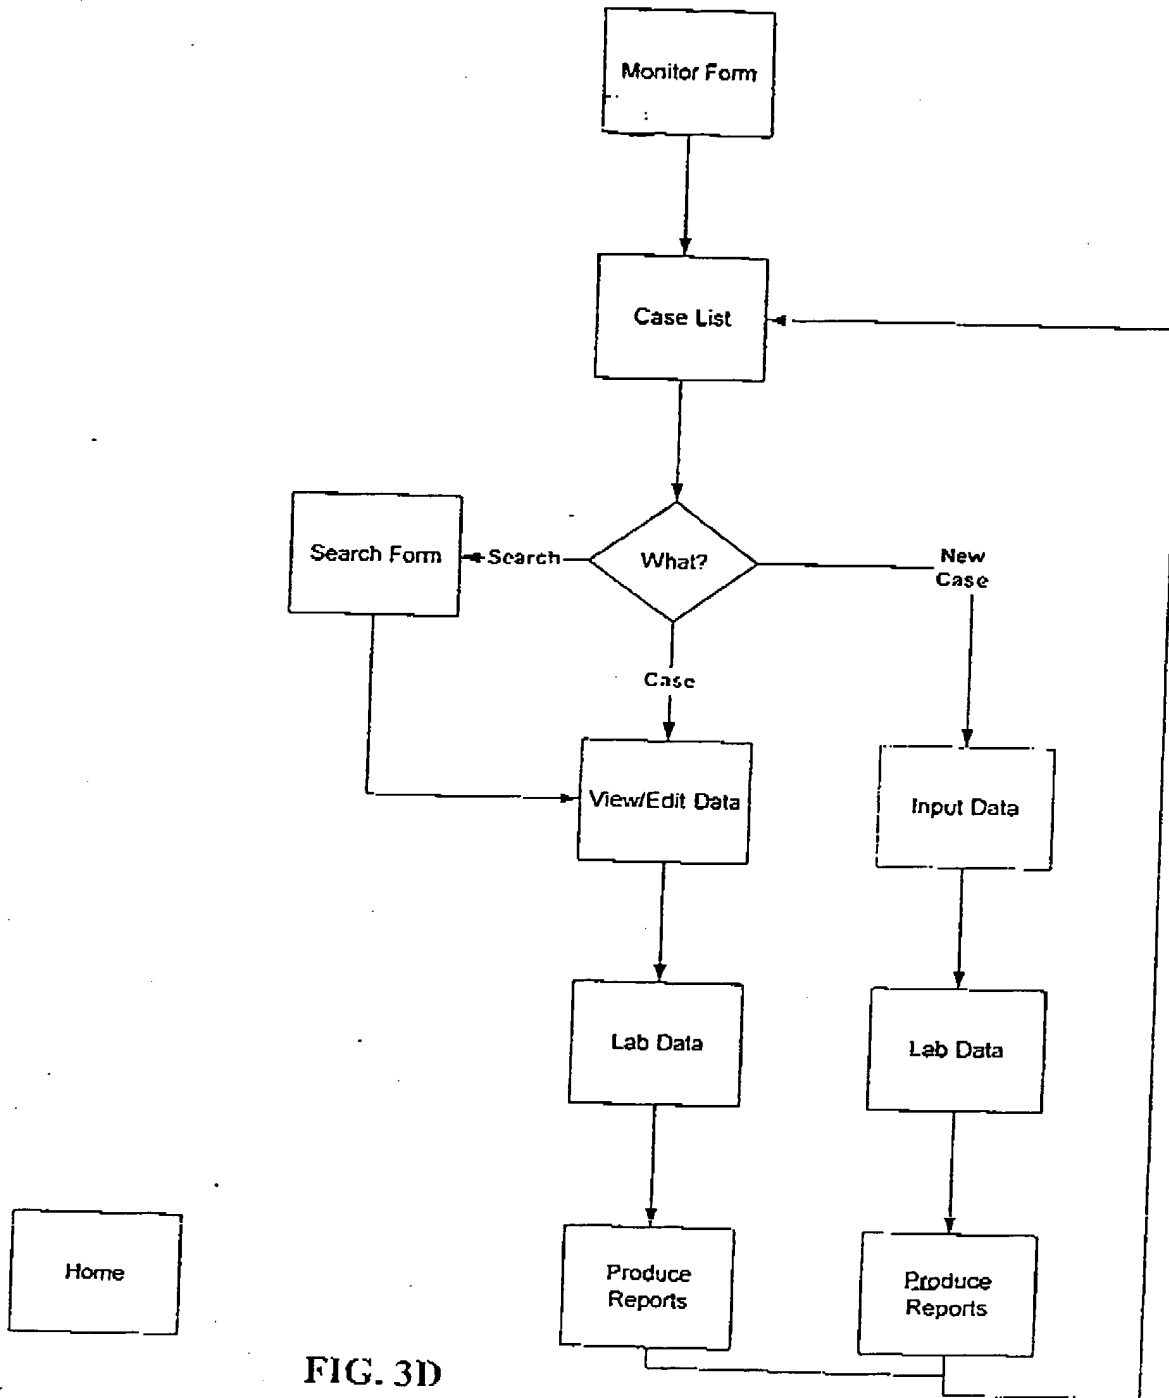 Monitor Form
Case List
Search Form
Search
What?
New
Case
Case
View/Edit Data
Input Data
Lab Data
Lab Data
Home
Produce
Reports
Produce
Reports
FIG. 3D